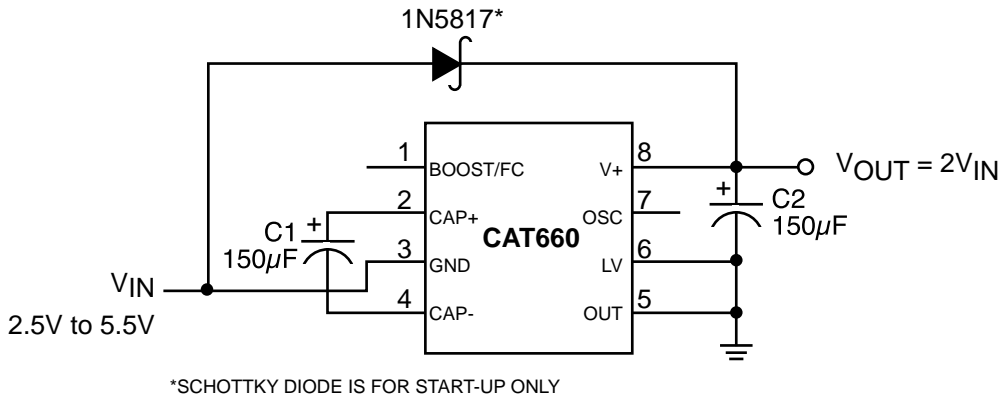 1N5817*
1
BOOST/FC
V+
8
VOUT = 2VIN
2
CAP+
OSC
7
+
C1
150µF
+
C2
150µF
CAT660
3
GND
LV
6
VIN
2.5V to 5.5V
4
CAP-
OUT
5
*SCHOTTKY DIODE IS FOR START-UP ONLY